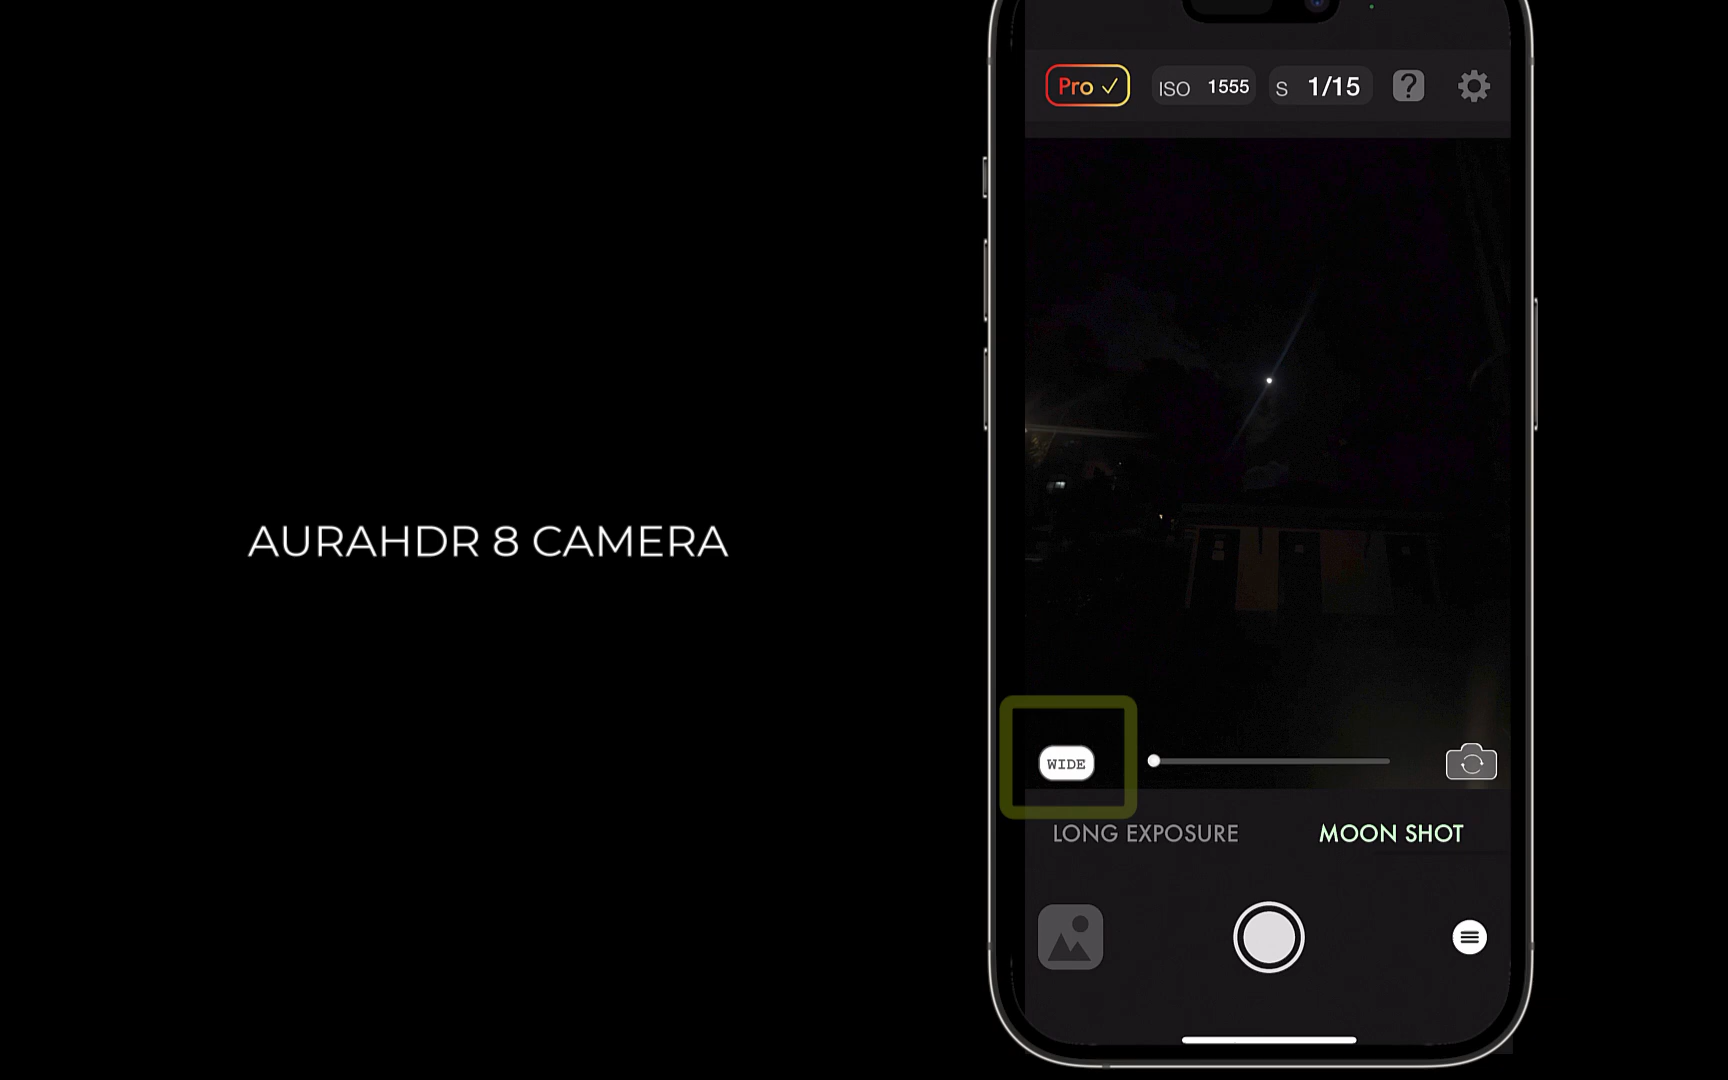 Pro ✓ ISO 1555 S 1/15 ?
AURAHDR 8 CAMERA
WIDE
LONG EXPOSURE MOON SHOT